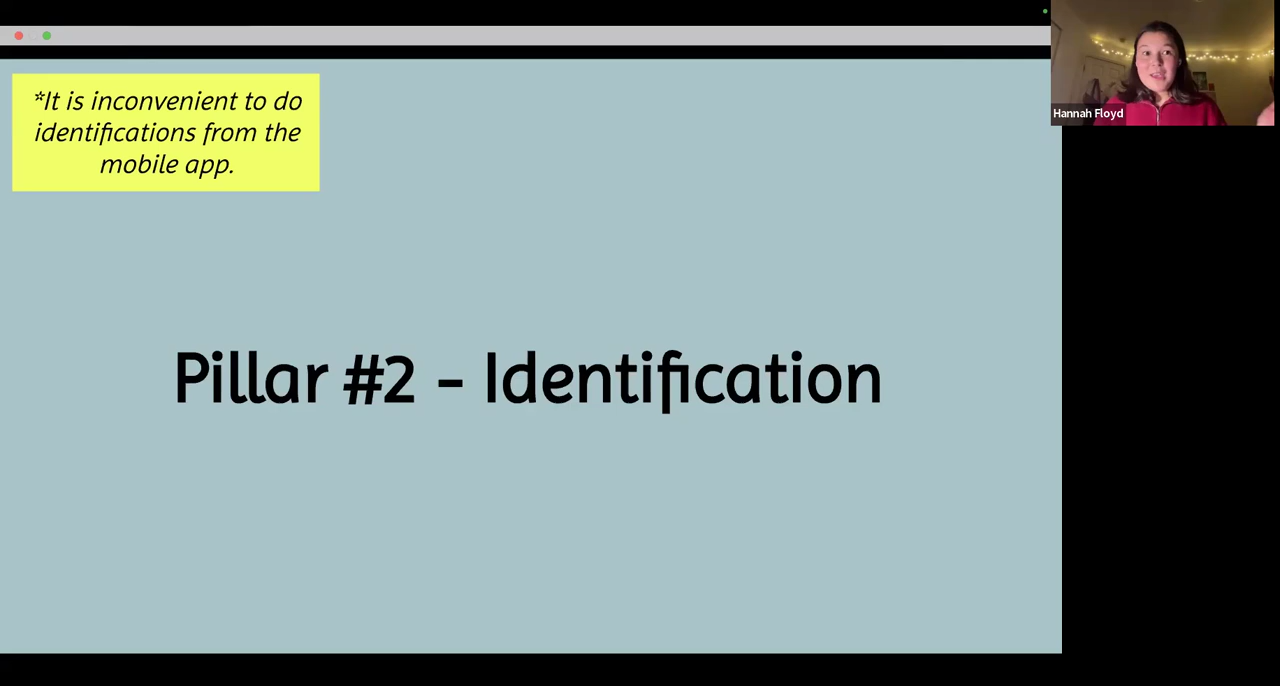 *It is inconvenient to do
identifications from the
mobile app.
Hannah Floyd
Pillar #2 - Identification